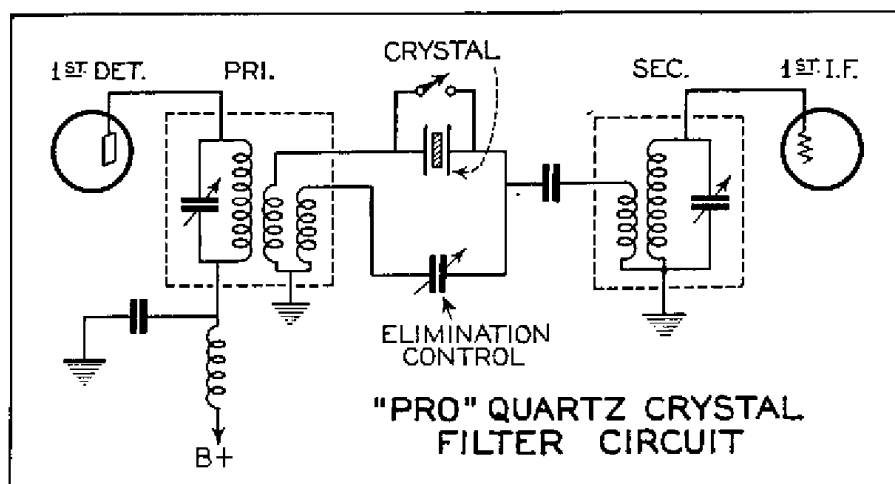 1ST. DET.
PRI.
CRYSTAL
SEC.
1ST. I.F.
ELIMINATION
CONTROL
B+
"PRO" QUARTZ CRYSTAL
FILTER CIRCUIT